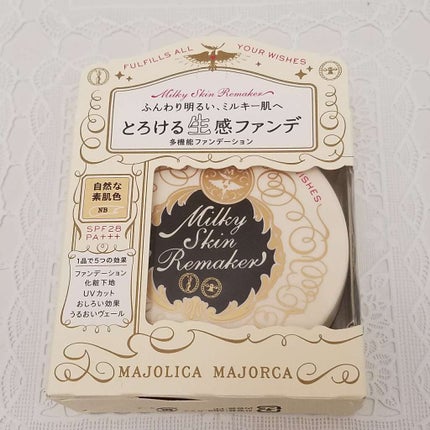 FULFILLS ALL YOUR WISHES
Milky Skin Remaker
ふんわり明るい、ミルキー肌へ
とろける生感ファンデ
多機能ファンデーション
自然な
素肌色
NB
SPF28
PA+++
1品で5つの効果
ファンデーション
化粧下地
UVカット
おしろい効果
うるおいヴェール
WISHES
Milky
Skin
Remaker
MAJOLICA MAJORCA